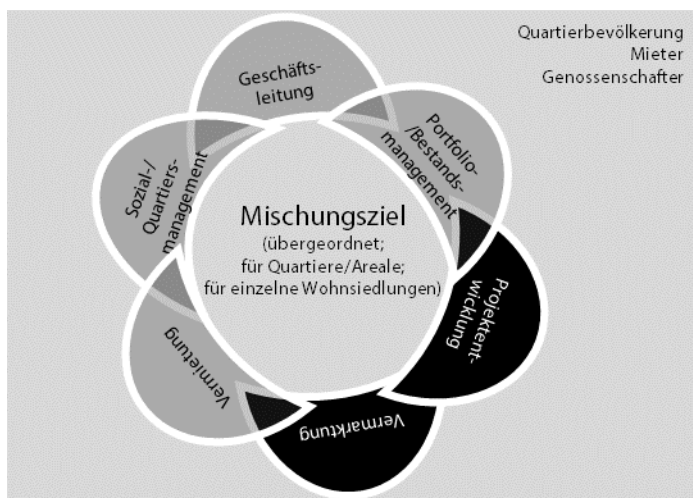 Quartierbevölkerung
Mieter
Genossenschafter
Geschäfts-
leitung
Portfolio-
/Bestands-
management
Projektent-
wicklung
Vermarktung
Vermietung
Sozial-/
Quartiers-
management
Mischungsziel
(übergeordnet;
für Quartiere/Areale;
für einzelne Wohnsiedlungen)